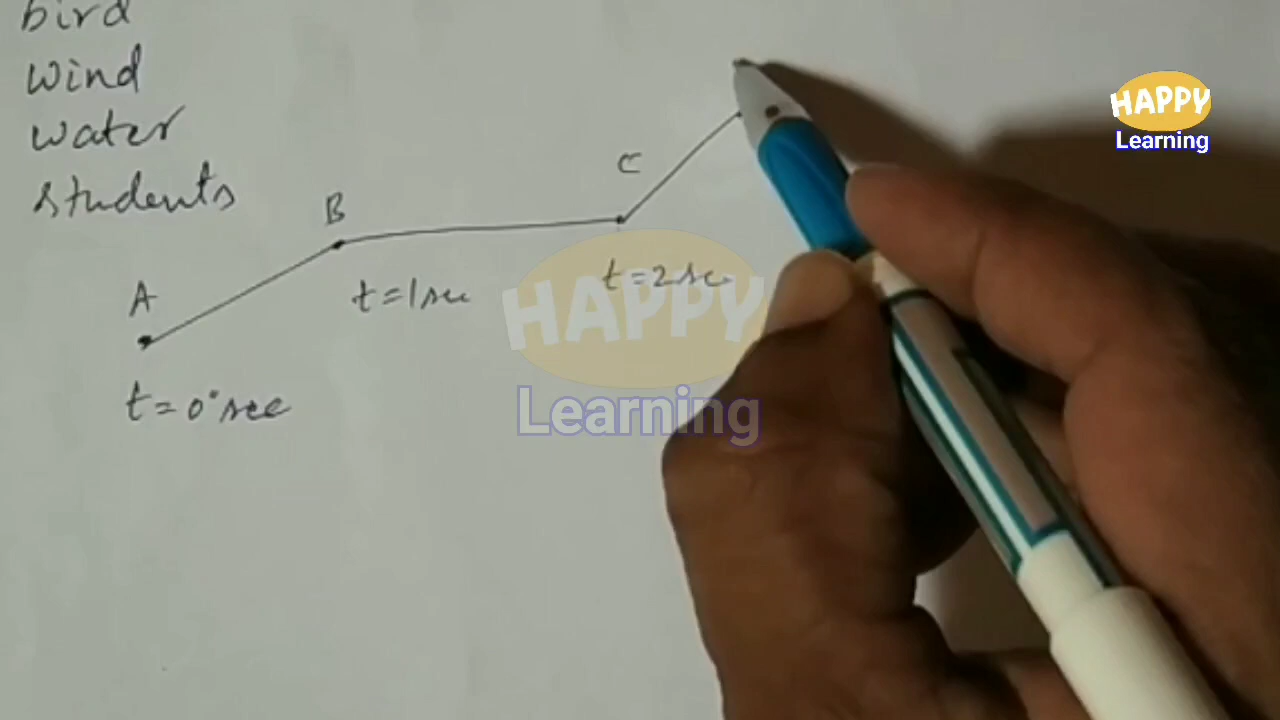 bird
wind
water
students
A
B
C
t=0°sec
t=1sec
t=2sec
HAPPY
Learning
HAPPY
Learning